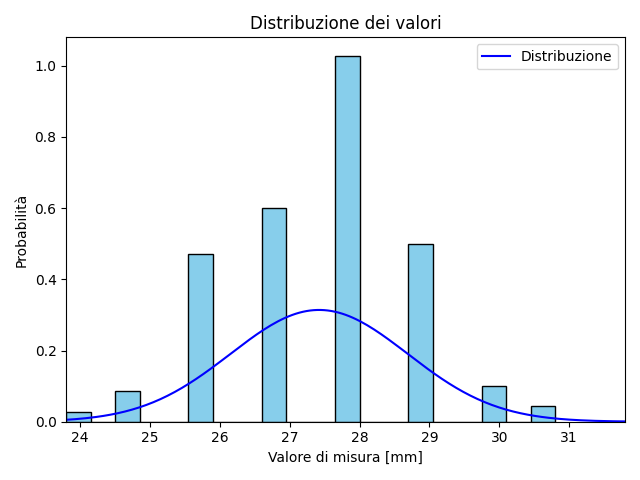 Distribuzione dei valori
Distribuzione
Probabilità
1.0
0.8
0.6
0.4
0.2
0.0
24 25 26 27 28 29 30 31
Valore di misura [mm]